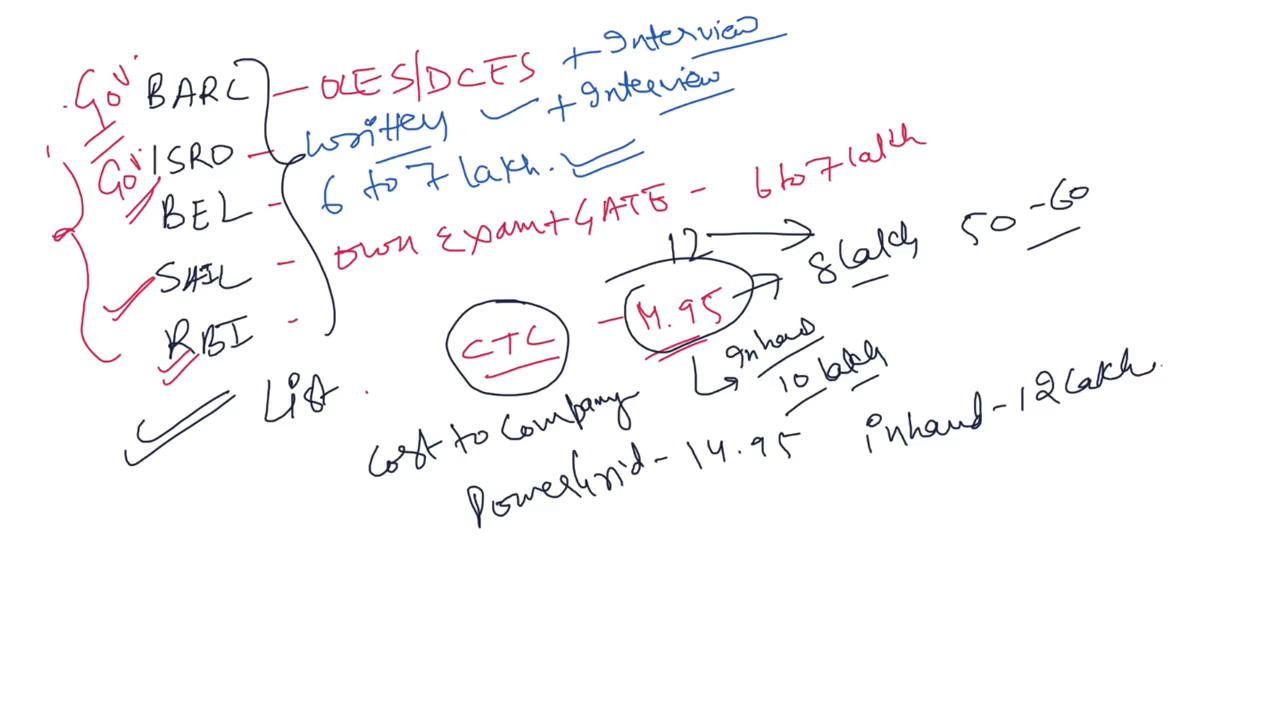 Gov. BARC - OCES/DCES + Interview
Gov. ISRO - written + Interview
BEL - 6 to 7 lakh.
SAIL - own Exam + GATE - 6 to 7 lakh
RBI -
12 → 8 lakh 50-60
CTC - 14.95
inhand
10 lakh
List
Cost to Company
PowerGrid - 14.95 inhand - 12 lakh